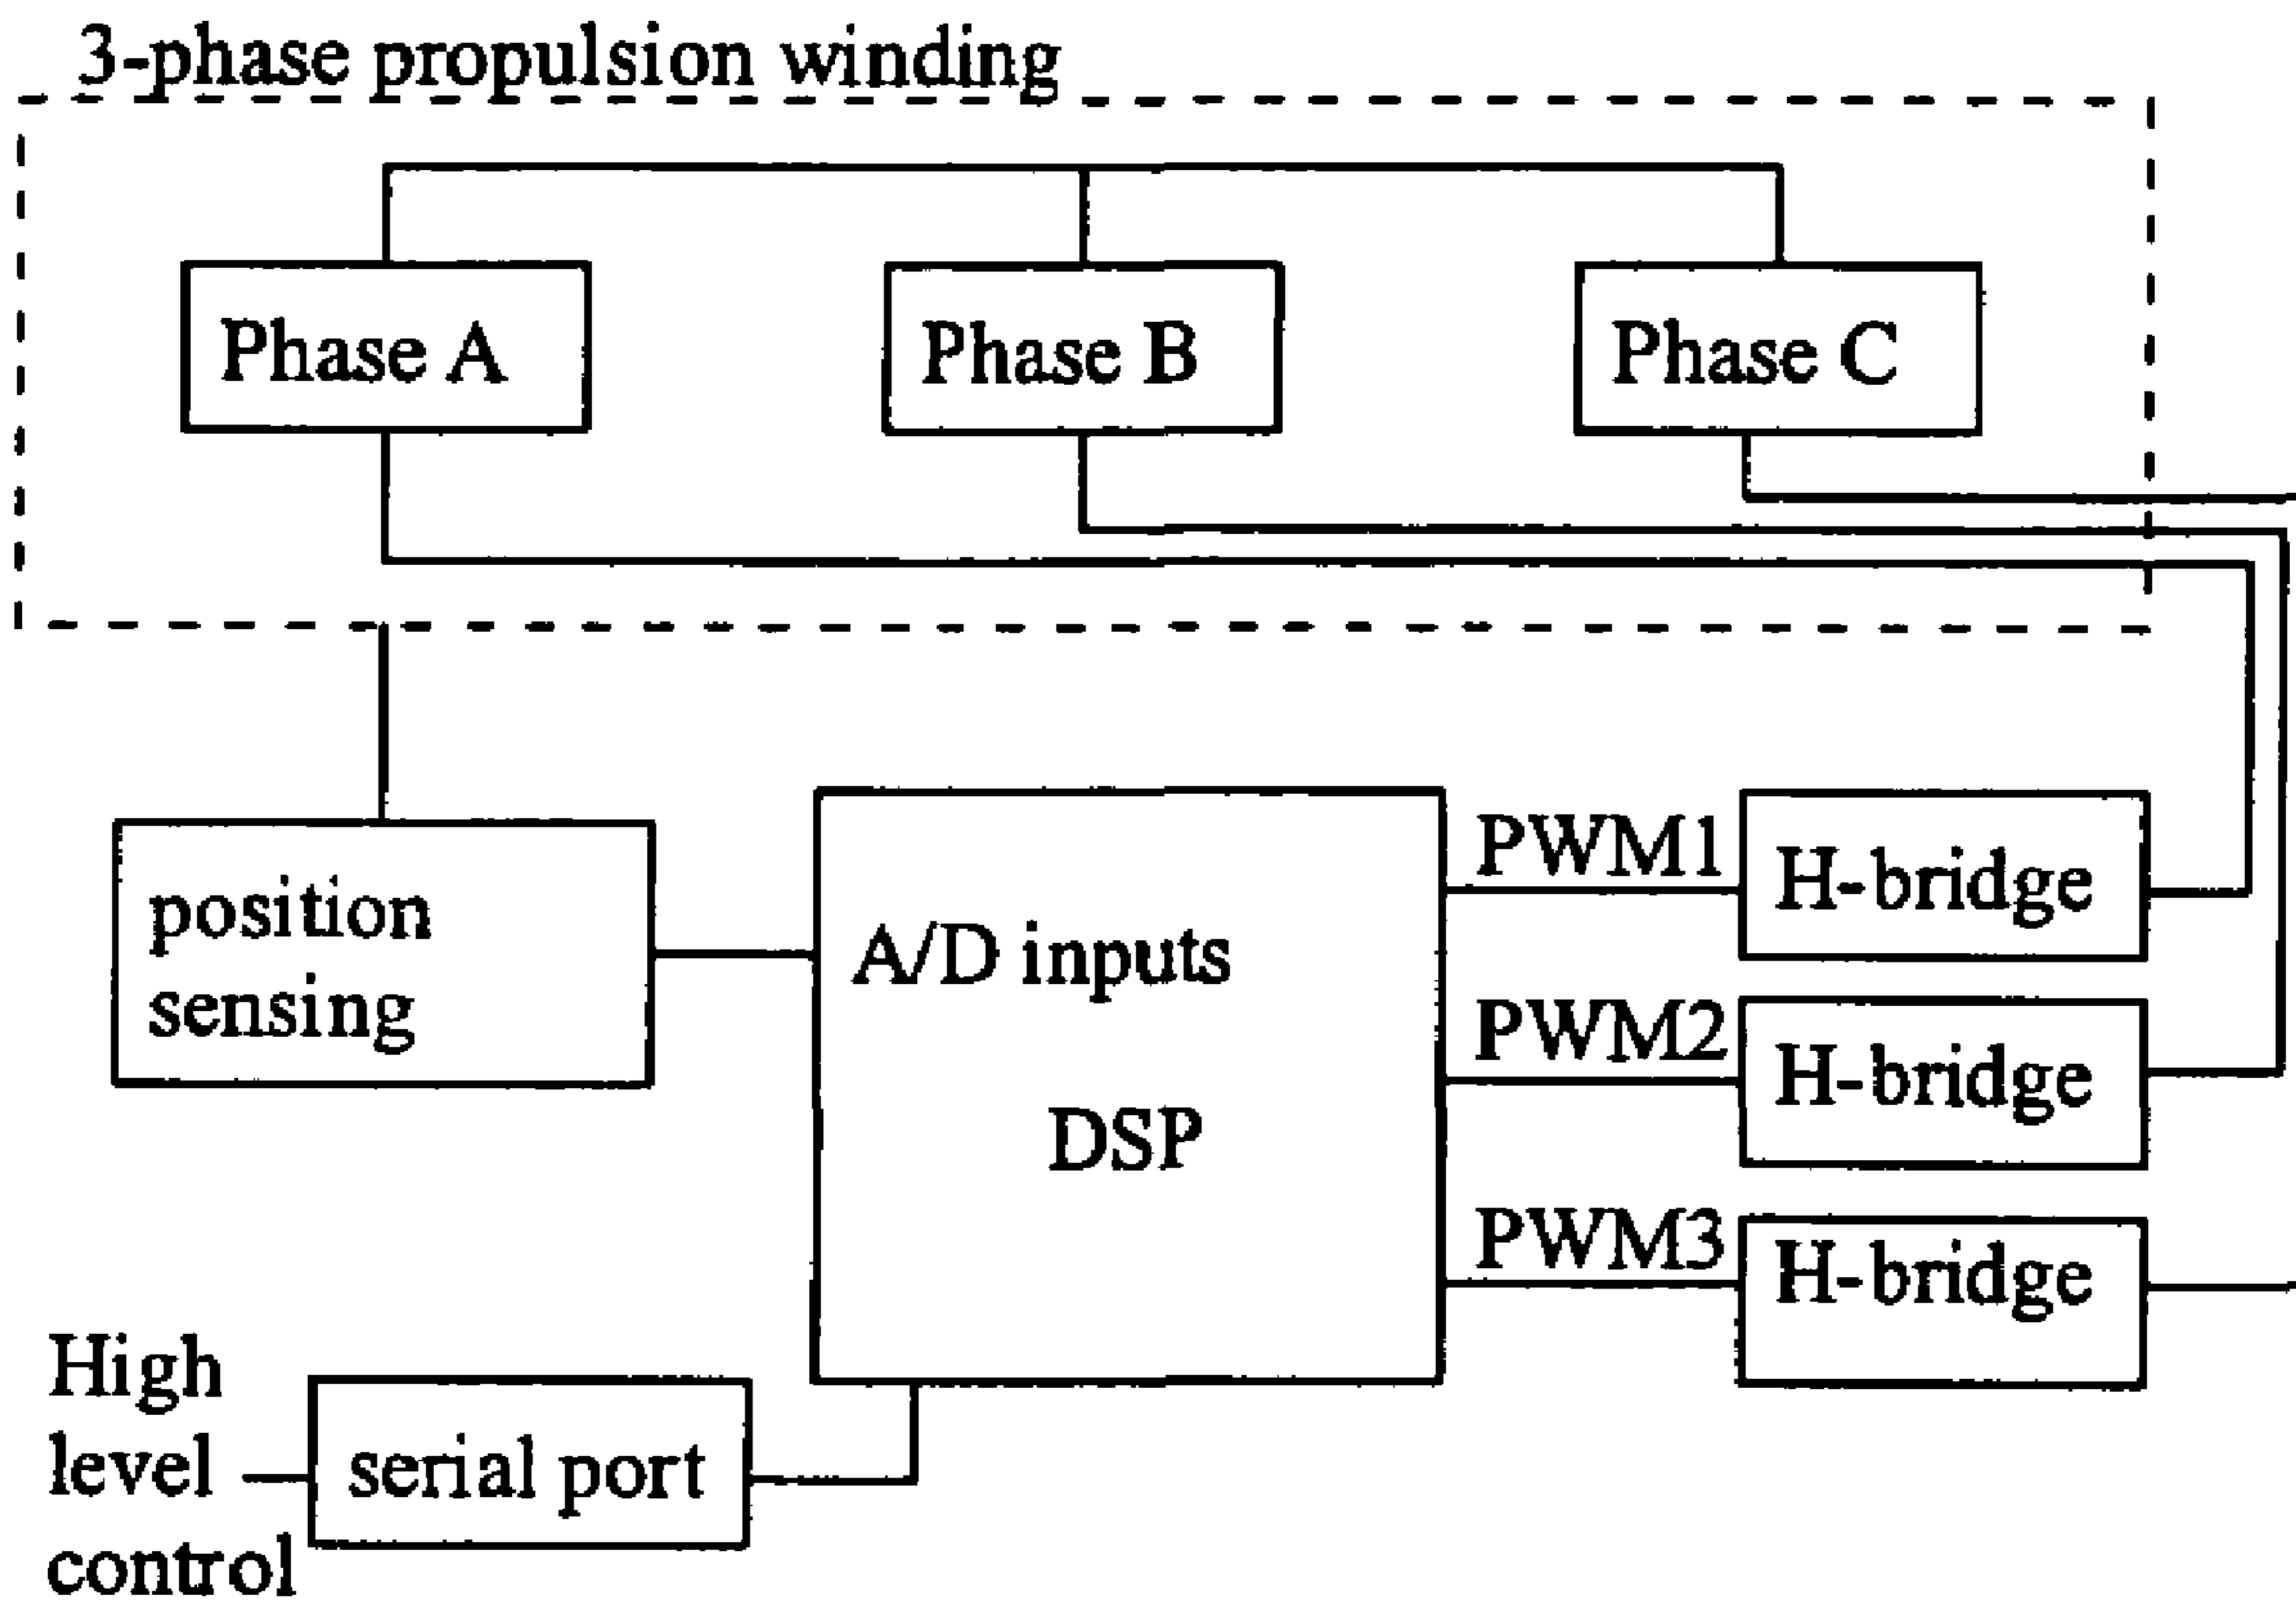 3-phase propulsion winding
Phase A
Phase B
Phase C
position
sensing
A/D inputs
DSP
PWM1
H-bridge
PWM2
H-bridge
PWM3
H-bridge
High
level
control
serial port